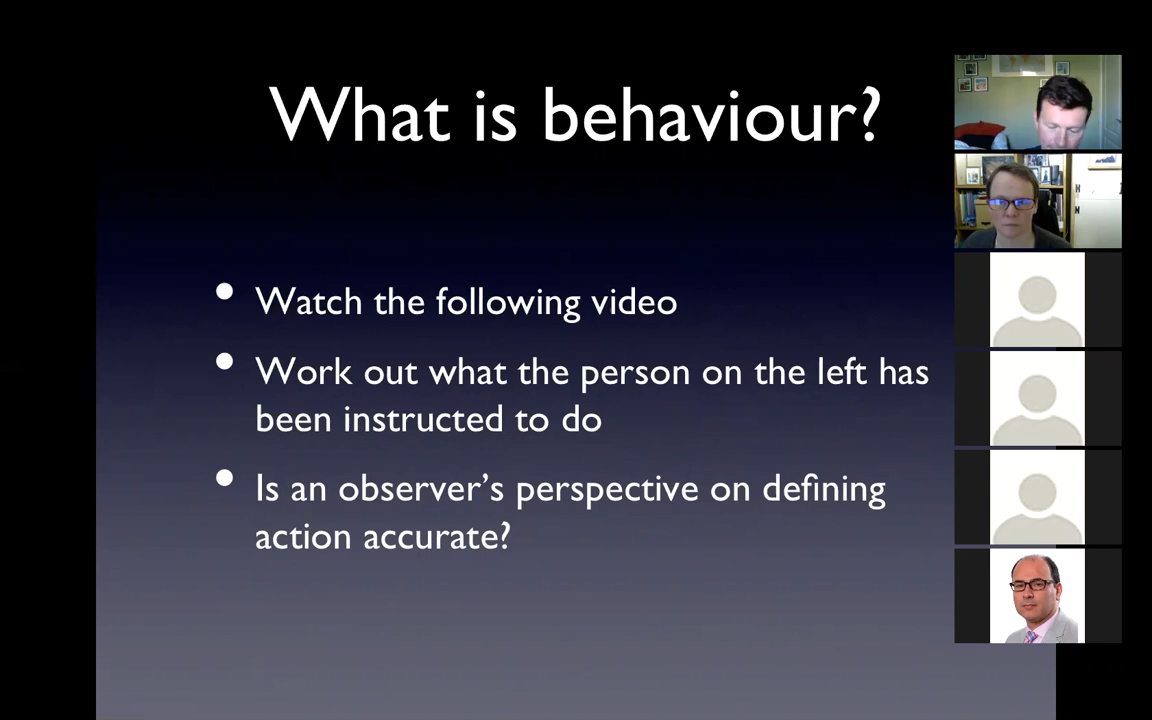 What is behaviour?
• Watch the following video
• Work out what the person on the left has
been instructed to do
• Is an observer’s perspective on defining
action accurate?